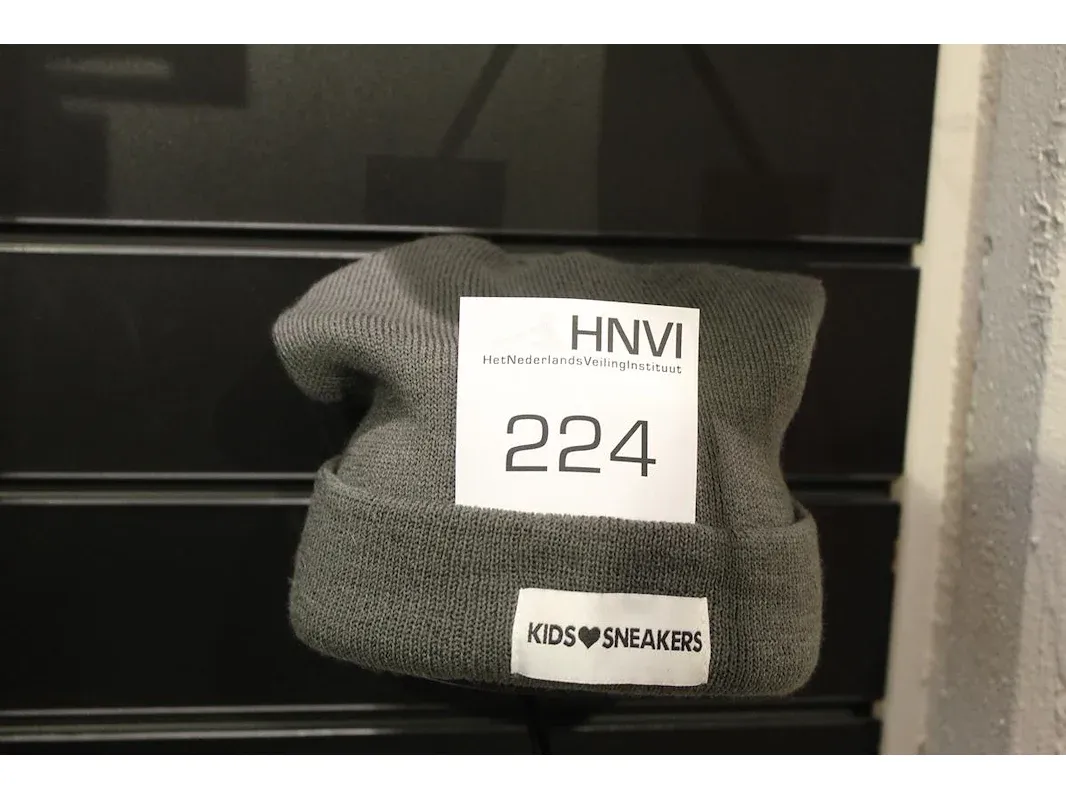 HNVI
HetNederlandsVeilingInstituut
224
KIDS♥SNEAKERS